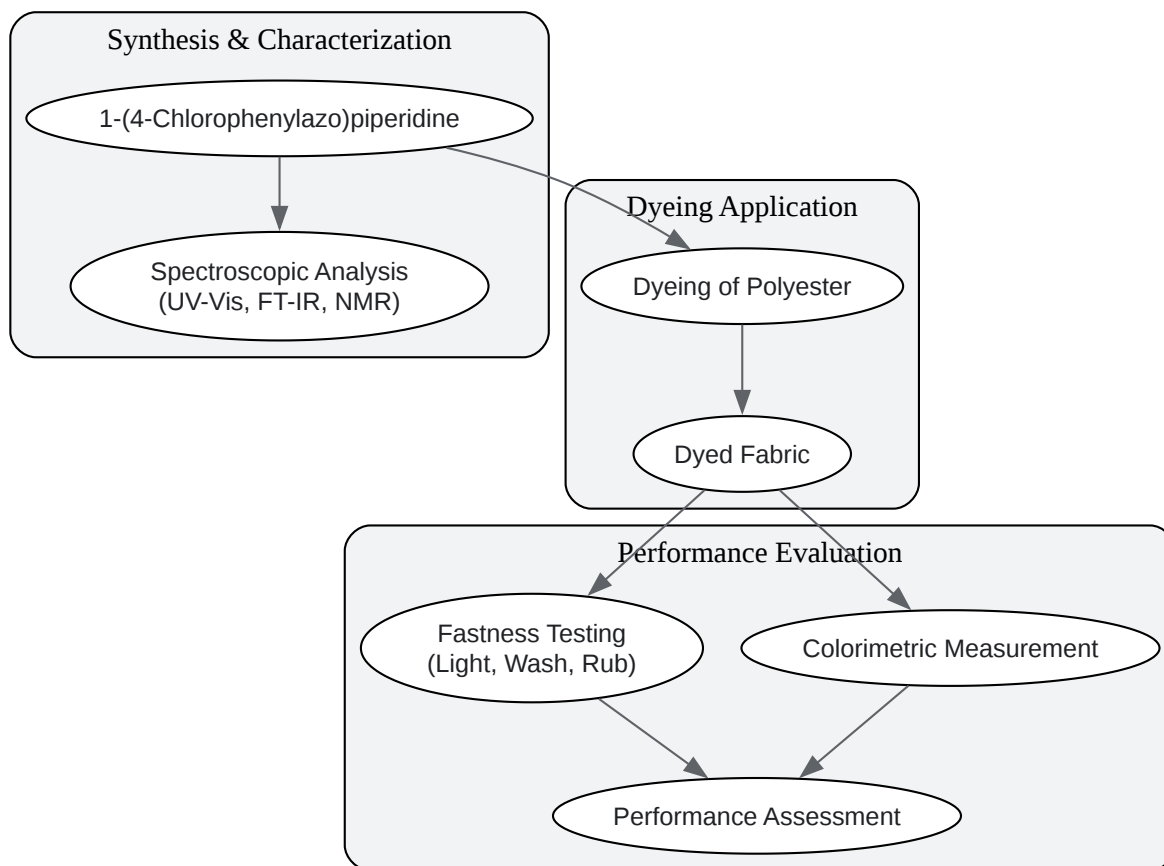 Synthesis & Characterization
1-(4-Chlorophenylazo)piperidine
Spectroscopic Analysis
(UV-Vis, FT-IR, NMR)
Dyeing Application
Dyeing of Polyester
Dyed Fabric
Performance Evaluation
Fastness Testing
(Light, Wash, Rub)
Colorimetric Measurement
Performance Assessment